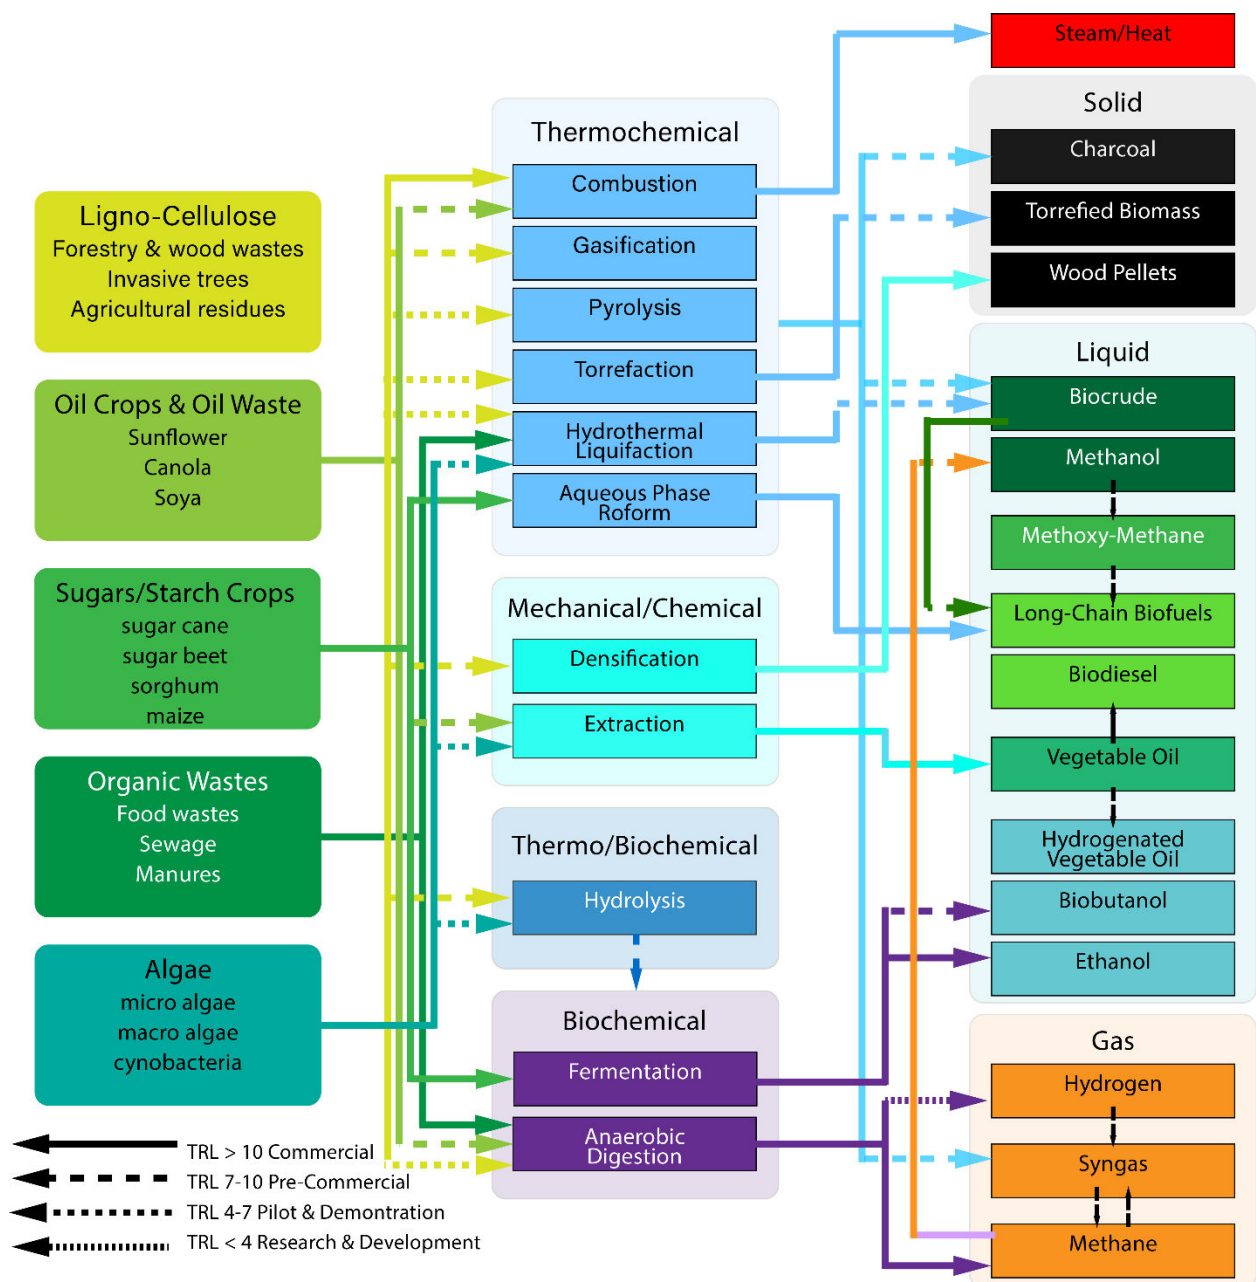 Ligno-Cellulose
Forestry & wood wastes
Invasive trees
Agricultural residues
Oil Crops & Oil Waste
Sunflower
Canola
Soya
Sugars/Starch Crops
sugar cane
sugar beet
sorghum
maize
Organic Wastes
Food wastes
Sewage
Manures
Algae
micro algae
macro algae
cynobacteria
TRL > 10 Commercial
TRL 7-10 Pre-Commercial
TRL 4-7 Pilot & Demontration
TRL < 4 Research & Development
Thermochemical
Combustion
Gasification
Pyrolysis
Torrefaction
Hydrothermal
Liquifaction
Aqueous Phase
Roform
Mechanical/Chemical
Densification
Extraction
Thermo/Biochemical
Hydrolysis
Biochemical
Fermentation
Anaerobic
Digestion
Steam/Heat
Solid
Charcoal
Torrefied Biomass
Wood Pellets
Liquid
Biocrude
Methanol
Methoxy-Methane
Long-Chain Biofuels
Biodiesel
Vegetable Oil
Hydrogenated
Vegetable Oil
Biobutanol
Ethanol
Gas
Hydrogen
Syngas
Methane